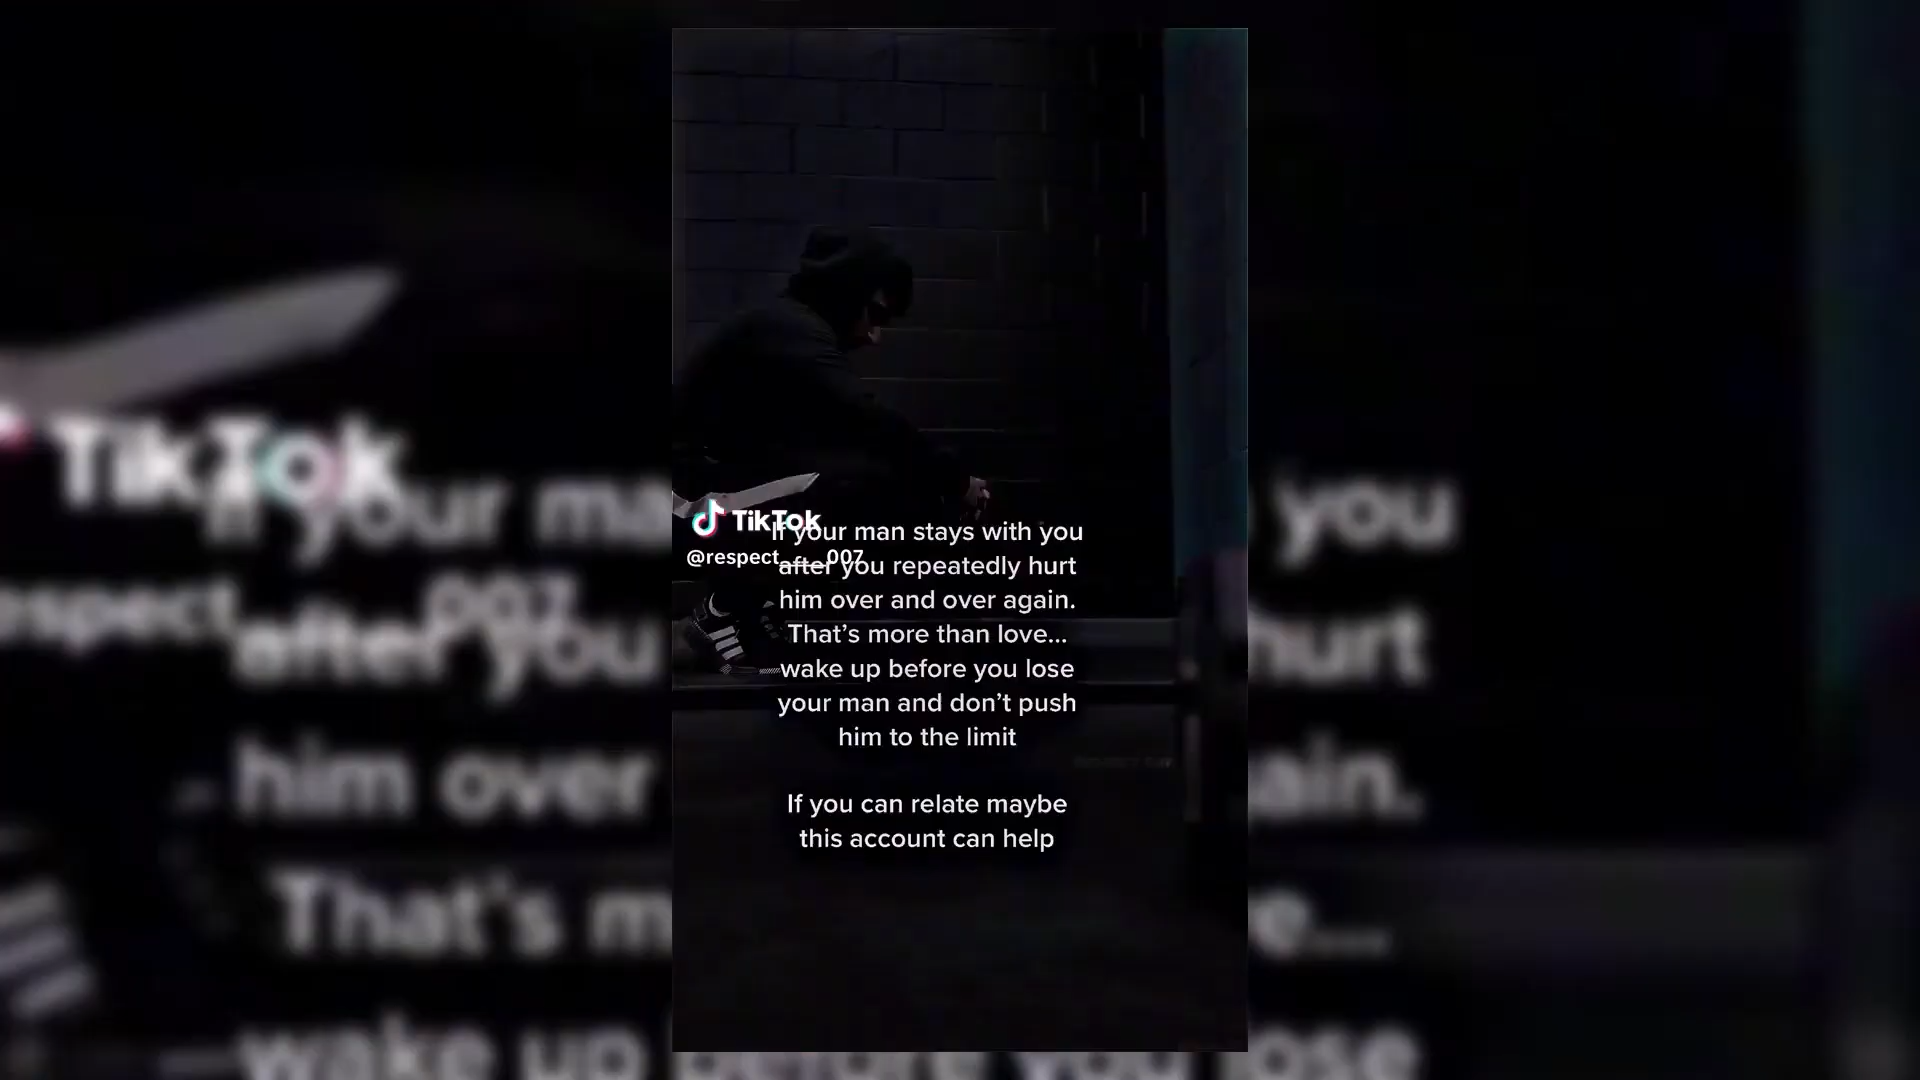 TikTok
@respect____007
If your man stays with you
after you repeatedly hurt
him over and over again.
That’s more than love...
wake up before you lose
your man and don’t push
him to the limit
If you can relate maybe
this account can help